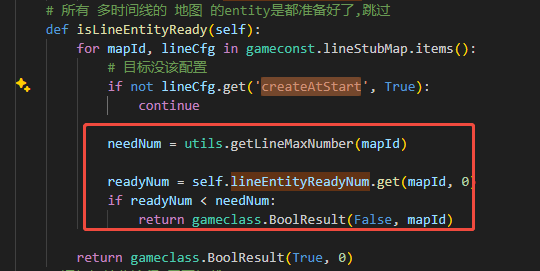 # 所有 多时间线的 地图 的entity是都准备好了,跳过
def isLineEntityReady(self):
for mapId, lineCfg in gameconst.lineStubMap.items():
# 目标没该配置
if not lineCfg.get('createAtStart', True):
continue
needNum = utils.getLineMaxNumber(mapId)
readyNum = self.lineEntityReadyNum.get(mapId, 0)
if readyNum < needNum:
return gameclass.BoolResult(False, mapId)
return gameclass.BoolResult(True, 0)